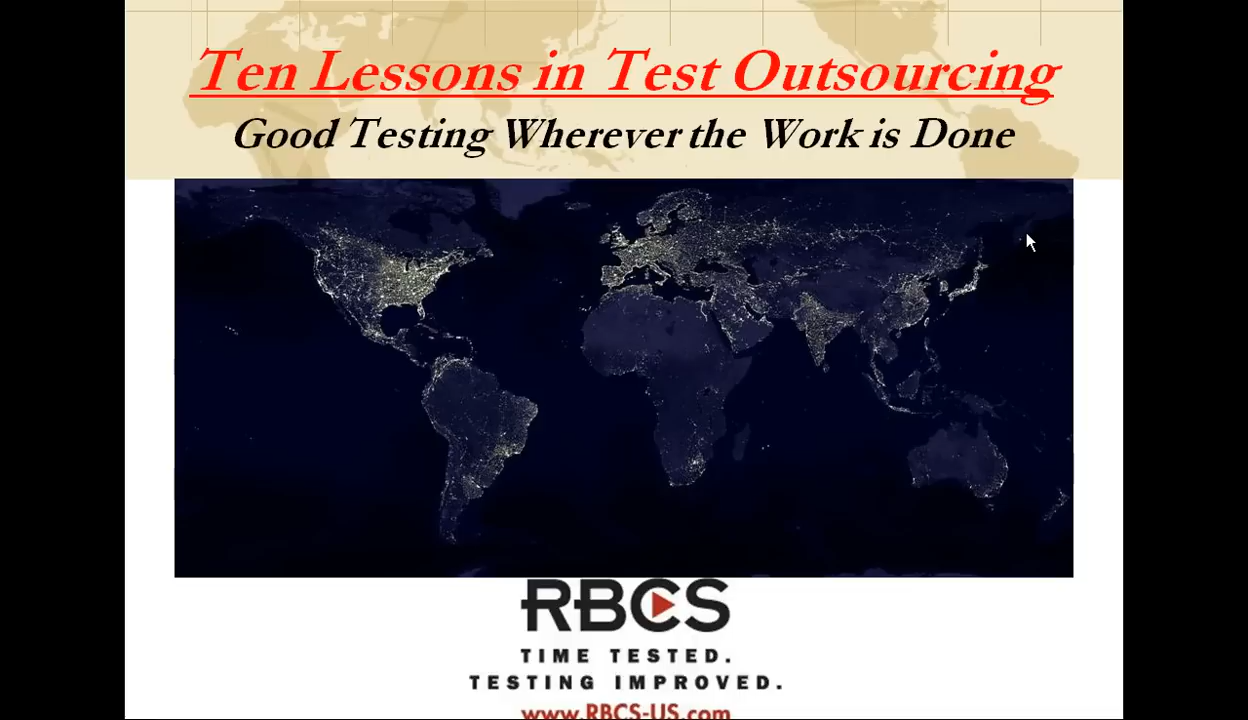 Ten Lessons in Test Outsourcing
Good Testing Wherever the Work is Done
RBCS
TIME TESTED.
TESTING IMPROVED.
www.RBCS-US.com